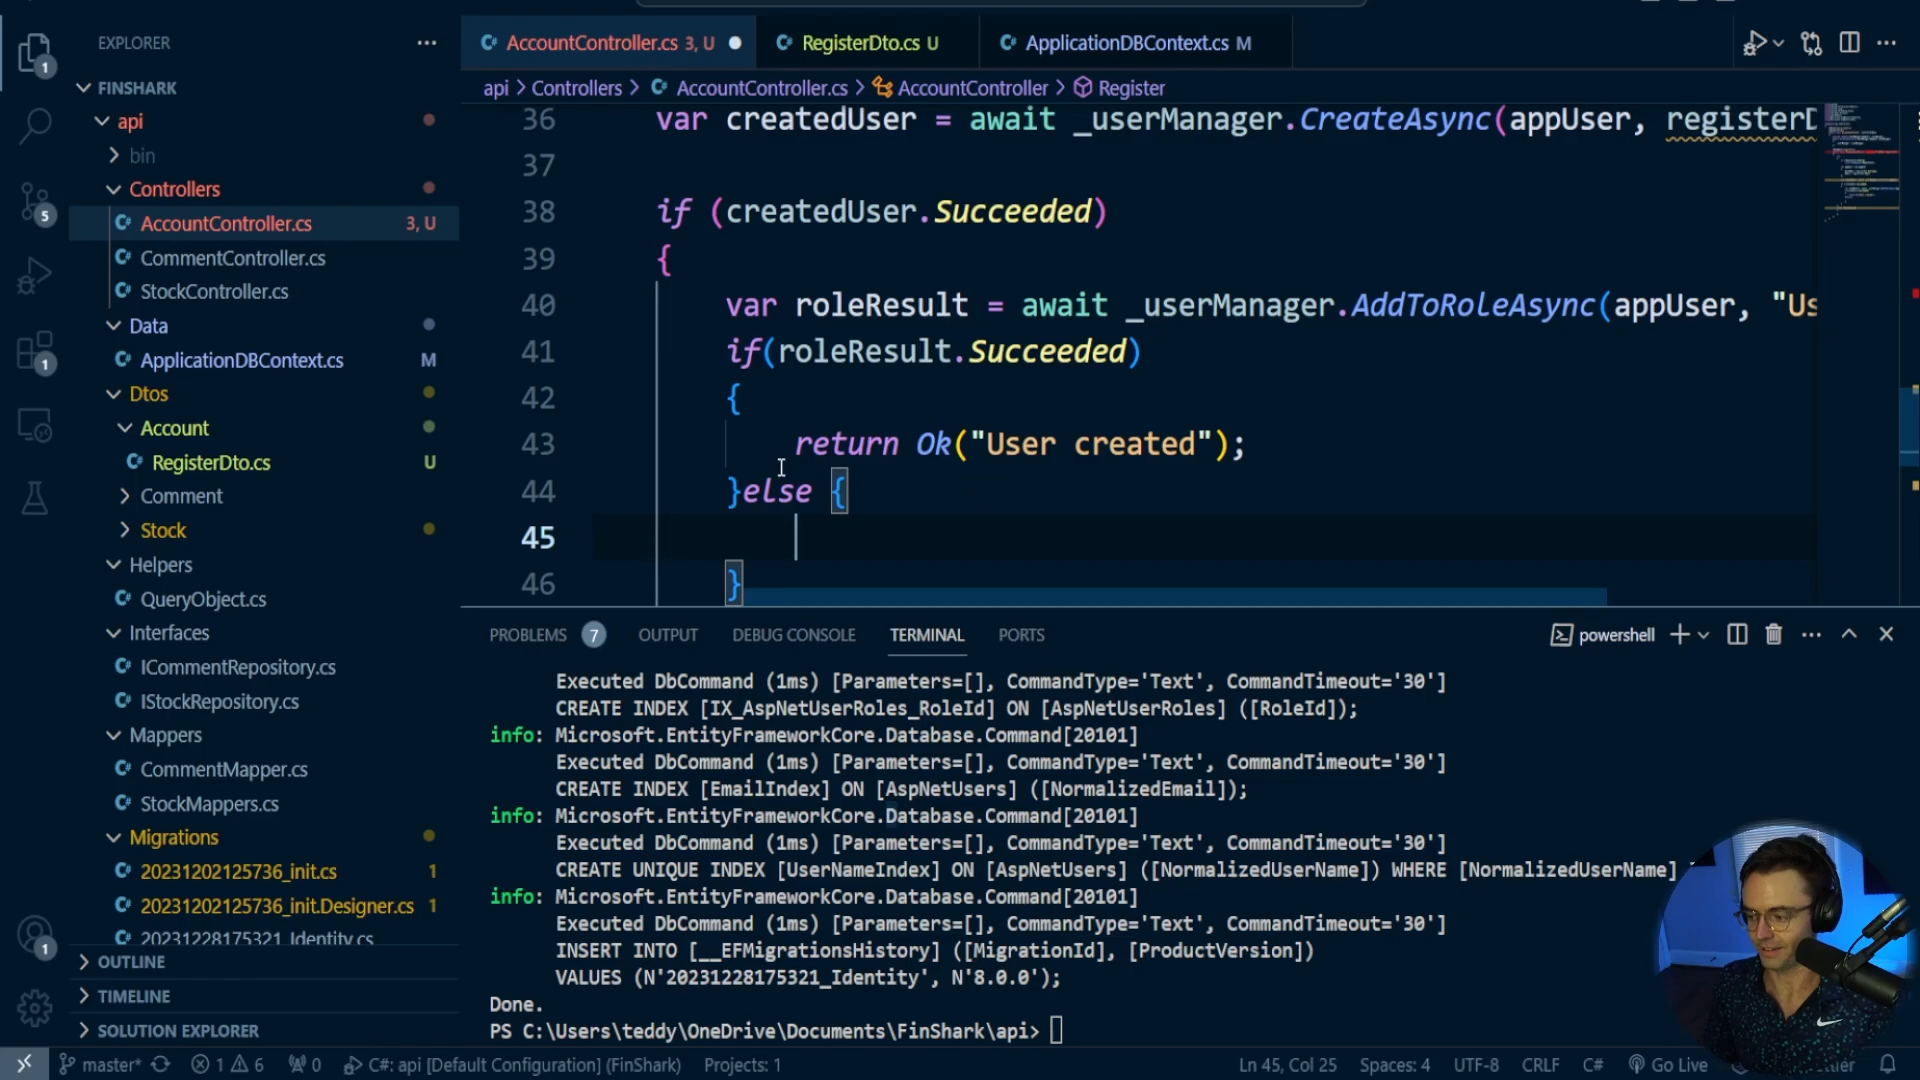 EXPLORER
1
FINSHARK
api
bin
Controllers
AccountController.cs 3, U
5
CommentController.cs
StockController.cs
Data
1
ApplicationDBContext.cs M
Dtos
Account
RegisterDto.cs U
Comment
Stock
Helpers
QueryObject.cs
Interfaces
ICommentRepository.cs
IStockRepository.cs
Mappers
CommentMapper.cs
StockMappers.cs
Migrations
20231202125736_init.cs 1
20231202125736_init.Designer.cs 1
20231228175321_Identity.cs
1
OUTLINE
TIMELINE
SOLUTION EXPLORER
AccountController.cs 3, U
RegisterDto.cs U
ApplicationDBContext.cs M
api > Controllers > AccountController.cs > AccountController > Register
36 var createdUser = await _userManager.CreateAsync(appUser, registerD
37
38 if (createdUser.Succeeded)
39 {
40 var roleResult = await _userManager.AddToRoleAsync(appUser, "Us
41 if(roleResult.Succeeded)
42 {
43 return Ok("User created");
44 }else {
45
46 }
PROBLEMS 7 OUTPUT DEBUG CONSOLE TERMINAL PORTS powershell
Executed DbCommand (1ms) [Parameters=[], CommandType='Text', CommandTimeout='30']
CREATE INDEX [IX_AspNetUserRoles_RoleId] ON [AspNetUserRoles] ([RoleId]);
info: Microsoft.EntityFrameworkCore.Database.Command[20101]
Executed DbCommand (1ms) [Parameters=[], CommandType='Text', CommandTimeout='30']
CREATE INDEX [EmailIndex] ON [AspNetUsers] ([NormalizedEmail]);
info: Microsoft.EntityFrameworkCore.Database.Command[20101]
Executed DbCommand (1ms) [Parameters=[], CommandType='Text', CommandTimeout='30']
CREATE UNIQUE INDEX [UserNameIndex] ON [AspNetUsers] ([NormalizedUserName]) WHERE [NormalizedUserName]
info: Microsoft.EntityFrameworkCore.Database.Command[20101]
Executed DbCommand (1ms) [Parameters=[], CommandType='Text', CommandTimeout='30']
INSERT INTO [__EFMigrationsHistory] ([MigrationId], [ProductVersion])
VALUES (N'20231228175321_Identity', N'8.0.0');
Done.
PS C:\Users\teddy\OneDrive\Documents\FinShark\api>
master* 1 6 0 C#: api [Default Configuration] (FinShark) Projects: 1 Ln 45, Col 25 Spaces: 4 UTF-8 CRLF C# Go Live